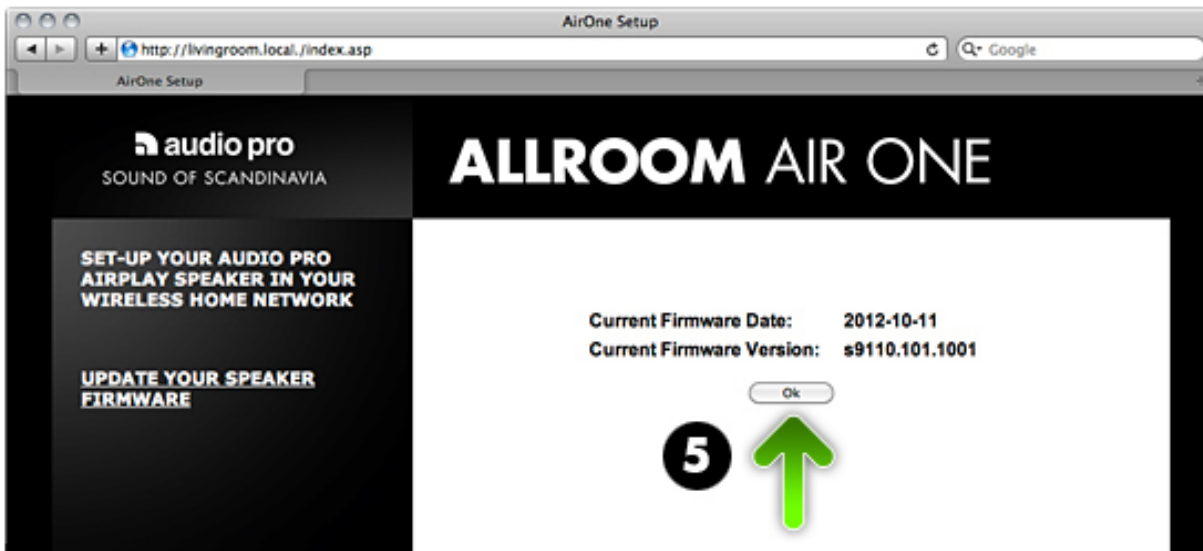 AirOne Setup
http://livingroom.local./index.asp
Google
AirOne Setup
audio pro
SOUND OF SCANDINAVIA
ALLROOM AIR ONE
SET-UP YOUR AUDIO PRO
AIRPLAY SPEAKER IN YOUR
WIRELESS HOME NETWORK
UPDATE YOUR SPEAKER
FIRMWARE
Current Firmware Date: 2012-10-11
Current Firmware Version: s9110.101.1001
Ok
5